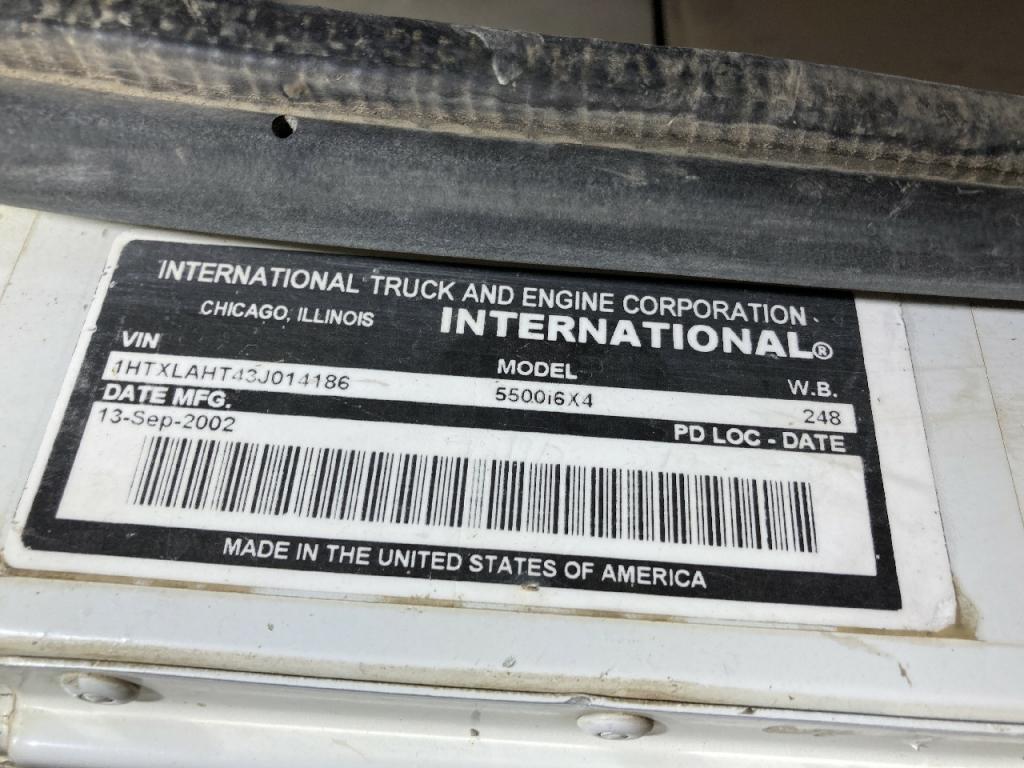 INTERNATIONAL TRUCK AND ENGINE CORPORATION
CHICAGO, ILLINOIS INTERNATIONAL®
VIN MODEL W.B.
1HTXLAHT43J014186 5500i6X4 248
DATE MFG. PD LOC - DATE
13-Sep-2002
MADE IN THE UNITED STATES OF AMERICA